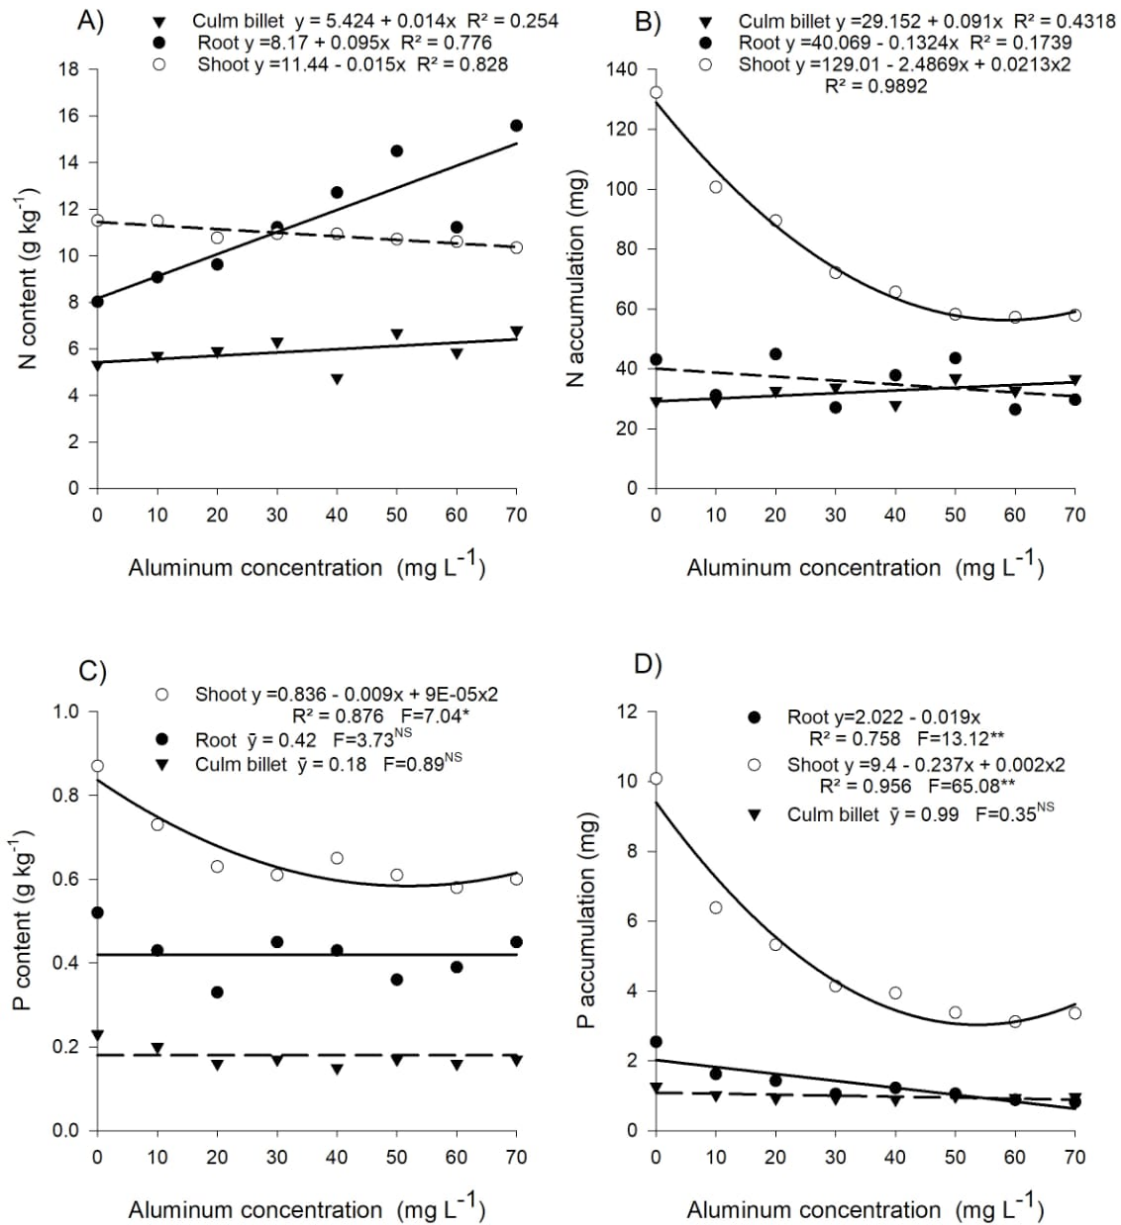 A)
Culm billet y = 5.424 + 0.014x R² = 0.254
Root y =8.17 + 0.095x R² = 0.776
Shoot y =11.44 - 0.015x R² = 0.828
18
16
14
12
10
8
6
4
2
0
N content (g kg⁻¹)
0 10 20 30 40 50 60 70
Aluminum concentration (mg L⁻¹)
B)
Culm billet y =29.152 + 0.091x R² = 0.4318
Root y =40.069 - 0.1324x R² = 0.1739
Shoot y =129.01 - 2.4869x + 0.0213x2
R² = 0.9892
140
120
100
80
60
40
20
0
N accumulation (mg)
0 10 20 30 40 50 60 70
Aluminum concentration (mg L⁻¹)
C)
Shoot y =0.836 - 0.009x + 9E-05x2
R² = 0.876 F=7.04*
Root ȳ = 0.42 F=3.73ᴺˢ
Culm billet ȳ = 0.18 F=0.89ᴺˢ
1.0
0.8
0.6
0.4
0.2
0.0
P content (g kg⁻¹)
0 10 20 30 40 50 60 70
Aluminum concentration (mg L⁻¹)
D)
Root y=2.022 - 0.019x
R² = 0.758 F=13.12**
Shoot y =9.4 - 0.237x + 0.002x2
R² = 0.956 F=65.08**
Culm billet ȳ = 0.99 F=0.35ᴺˢ
12
10
8
6
4
2
0
P accumulation (mg)
0 10 20 30 40 50 60 70
Aluminum concentration (mg L⁻¹)